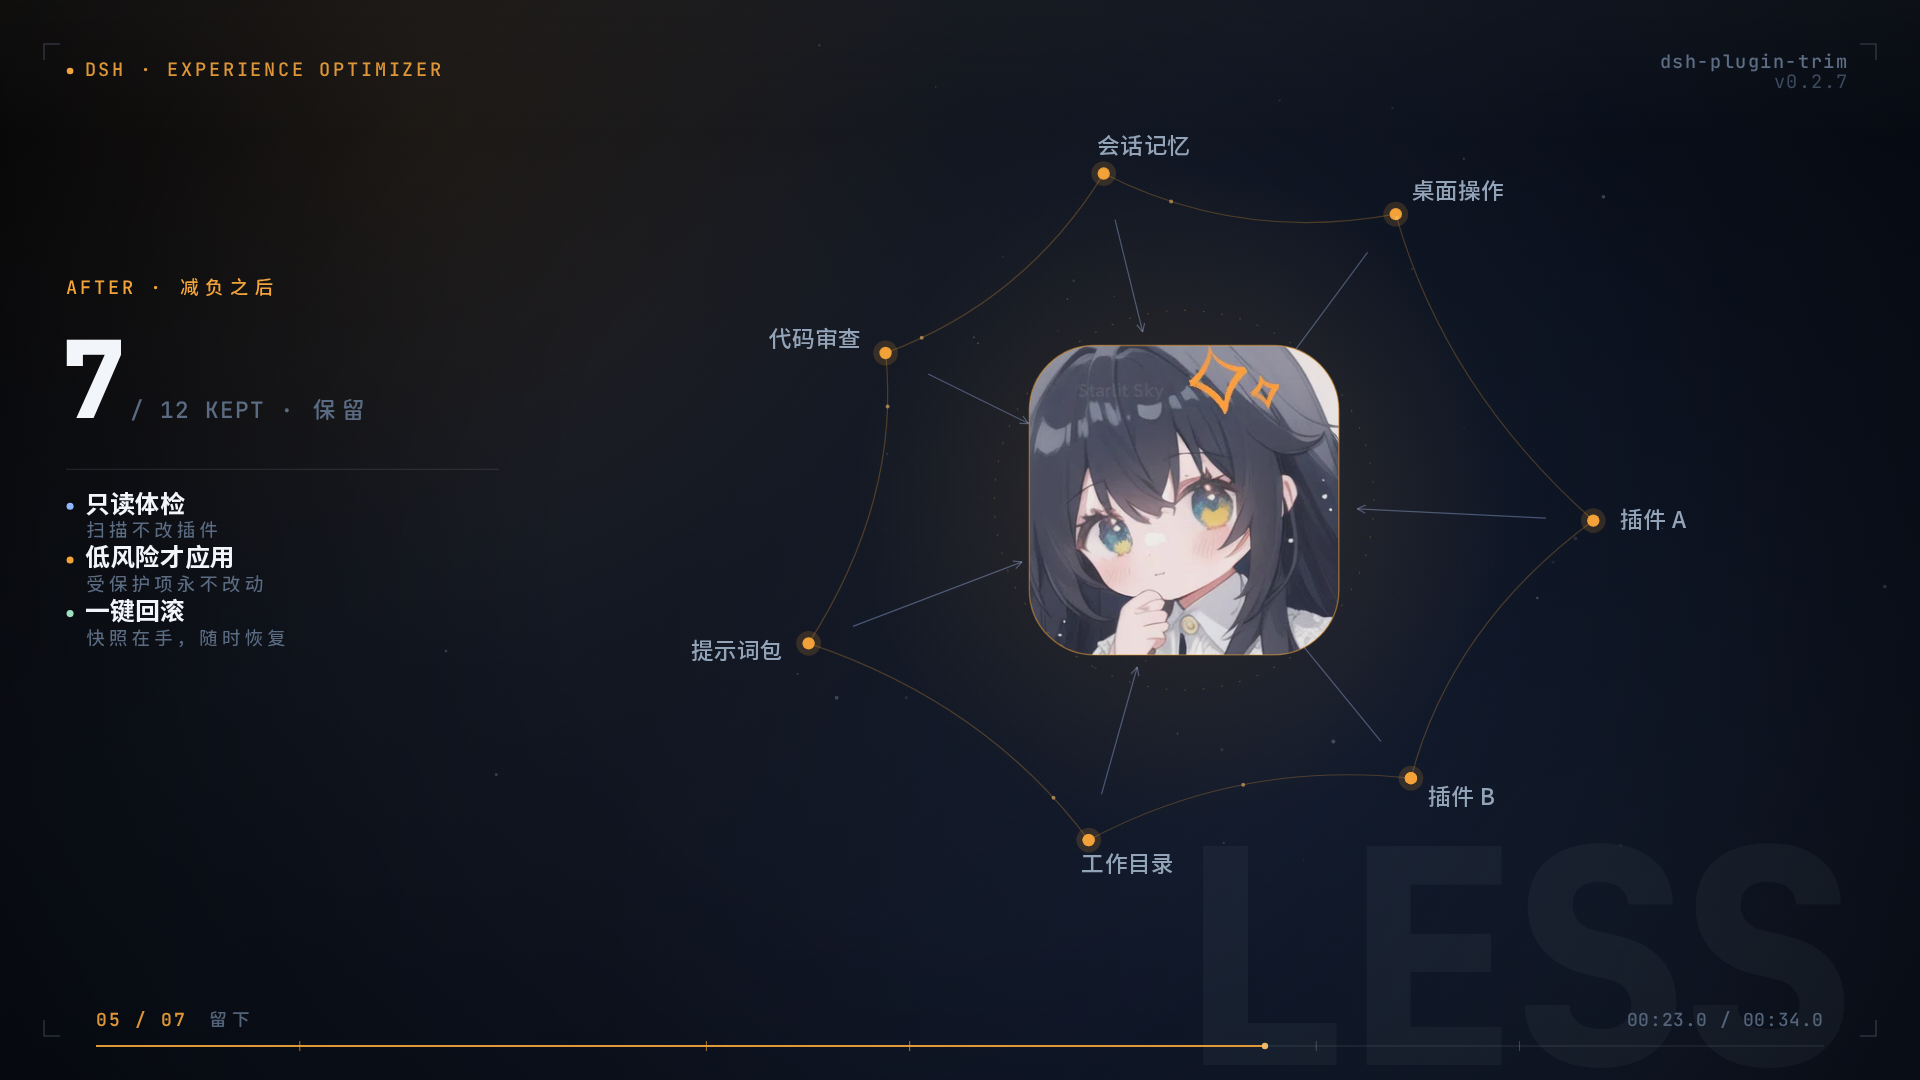 DSH · EXPERIENCE OPTIMIZER
dsh-plugin-trim
v0.2.7
AFTER · 减负之后
7 / 12 KEPT · 保留
只读体检
扫描不改插件
低风险才应用
受保护项永不改动
一键回滚
快照在手，随时恢复
会话记忆
桌面操作
代码审查
Starlit Sky
插件 A
提示词包
插件 B
工作目录
LESS
05 / 07 留下
00:23.0 / 00:34.0